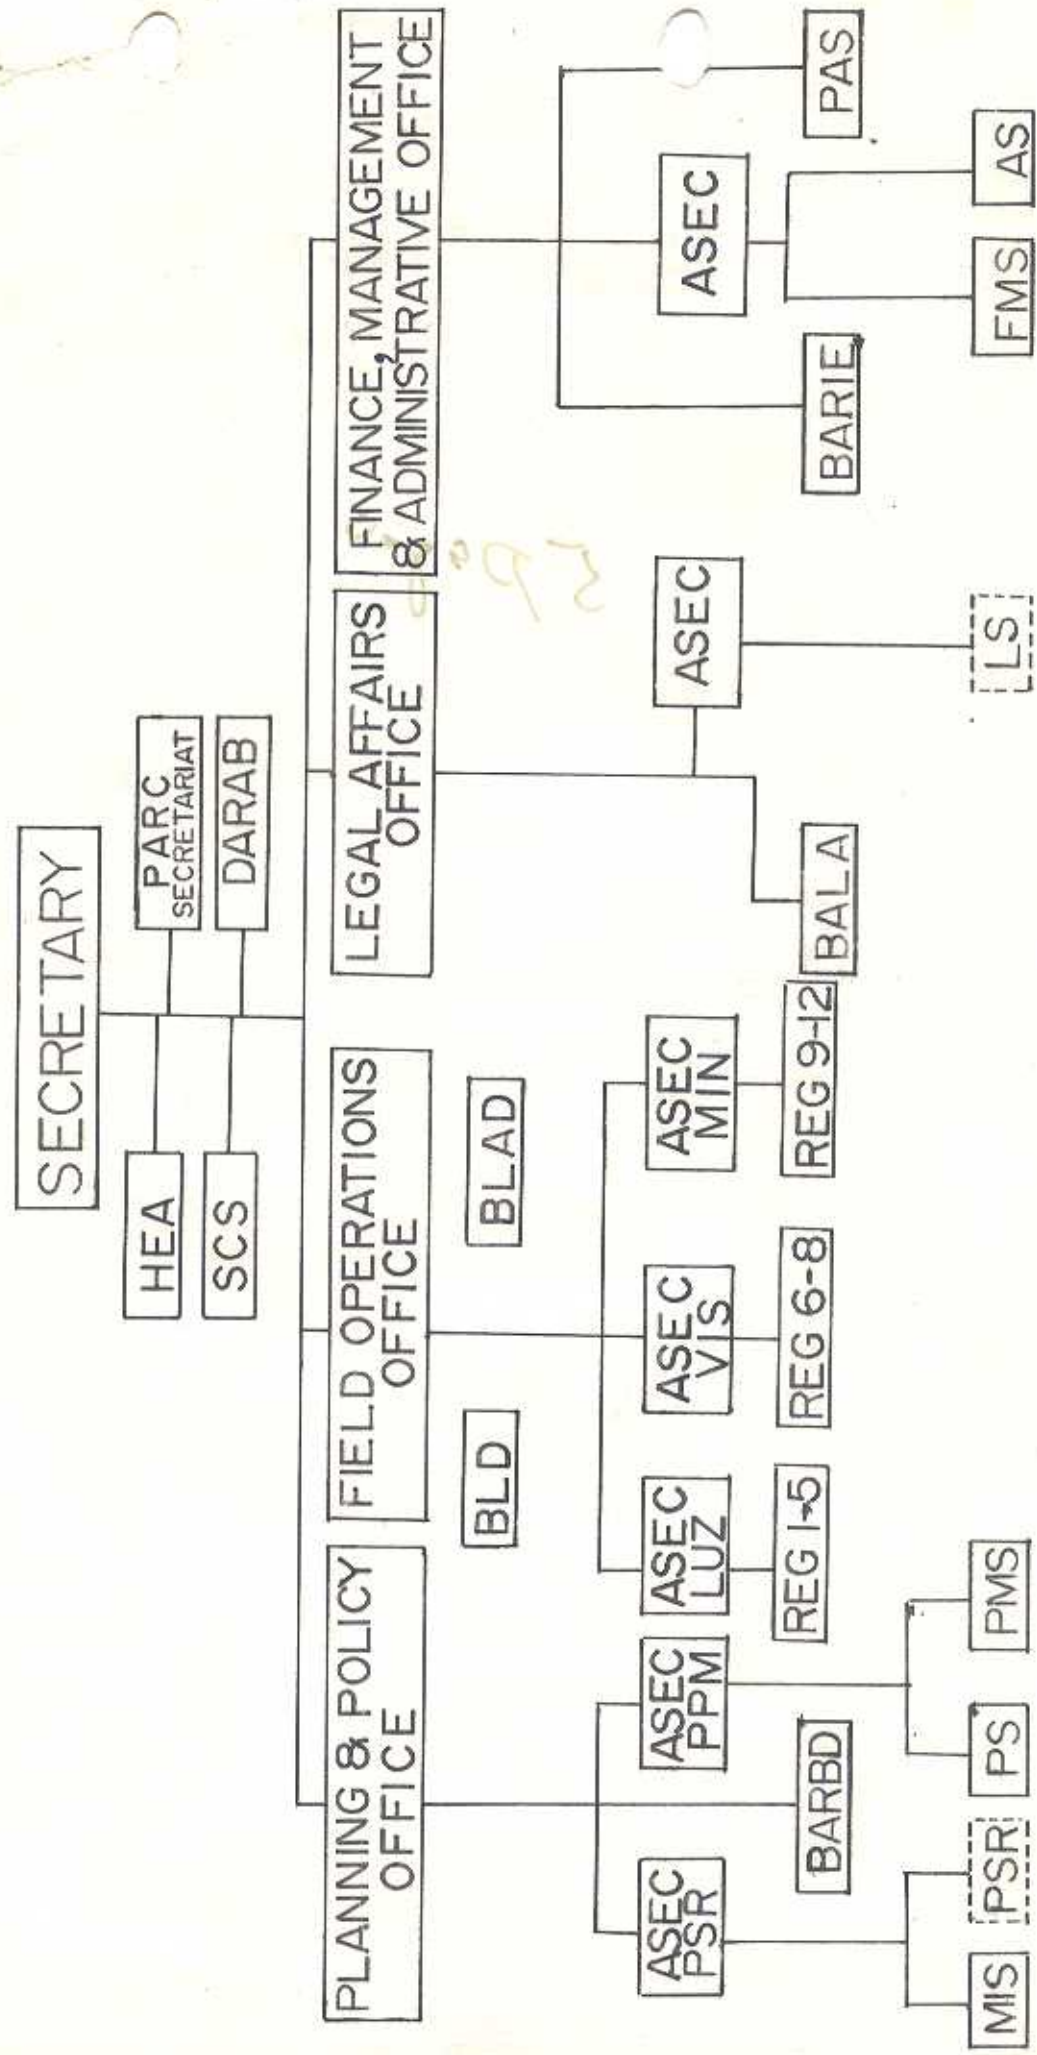 SECRETARY
HEA
PARC
SECRETARIAT
SCS
DARAB
PLANNING & POLICY
OFFICE
FIELD OPERATIONS
OFFICE
LEGAL AFFAIRS
OFFICE
FINANCE, MANAGEMENT
& ADMINISTRATIVE OFFICE
BLD
BLAD
ASEC
PSR
ASEC
PPM
ASEC
LUZ
ASEC
VIS
ASEC
MIN
ASEC
ASEC
BARBD
REG 1-5
REG 6-8
REG 9-12
BALA
BARIE
PAS
MIS
PSR
PS
PMS
LS
FMS
AS